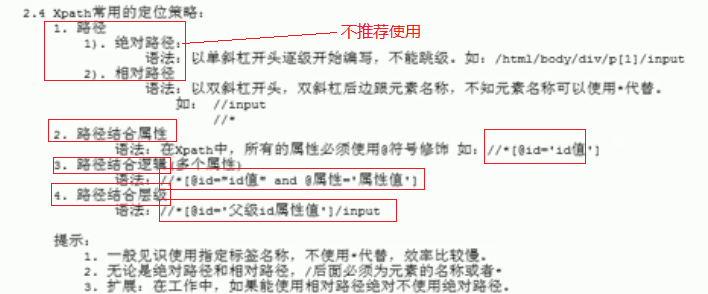 2.4 Xpath常用的定位策略：
1. 路径
1). 绝对路径：
不推荐使用
语法：以单斜杠开头逐级开始编写，不能跳级。如：/html/body/div/p[1]/input
2). 相对路径
语法：以双斜杠开头，双斜杠后边跟元素名称，不知元素名称可以使用*代替。
如： //input
//*
2. 路径结合属性
语法：在Xpath中，所有的属性必须使用@符号修饰 如：//*[@id='id值']
3. 路径结合逻辑(多个属性)
语法：//*[@id="id值" and @属性='属性值']
4. 路径结合层级
语法：//*[@id='父级id属性值']/input
提示：
1. 一般见识使用指定标签名称，不使用*代替，效率比较慢。
2. 无论是绝对路径和相对路径，/后面必须为元素的名称或者*
3. 扩展：在工作中，如果能使用相对路径绝对不使用绝对路径。